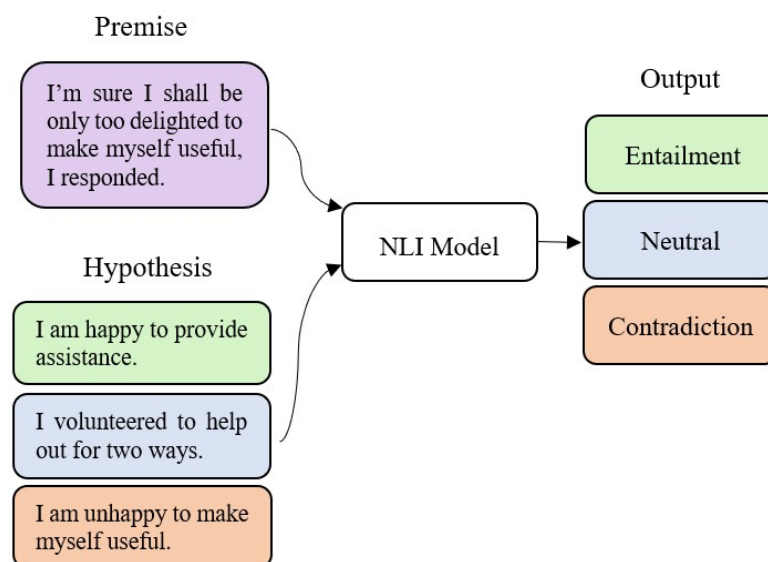 Premise
I’m sure I shall be
only too delighted to
make myself useful,
I responded.
Hypothesis
I am happy to provide
assistance.
I volunteered to help
out for two ways.
I am unhappy to make
myself useful.
NLI Model
Output
Entailment
Neutral
Contradiction